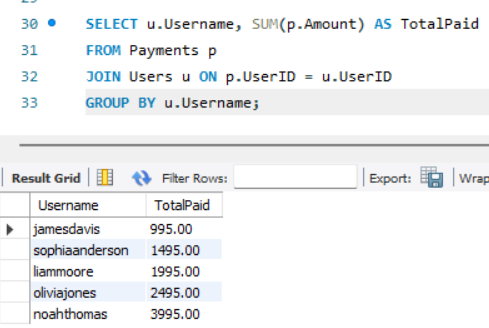 30 SELECT u.Username, SUM(p.Amount) AS TotalPaid
31 FROM Payments p
32 JOIN Users u ON p.UserID = u.UserID
33 GROUP BY u.Username;
Result Grid Filter Rows: Export: Wrap
Username TotalPaid
jamesdavis 995.00
sophiaanderson 1495.00
liammoore 1995.00
oliviajones 2495.00
noahthomas 3995.00